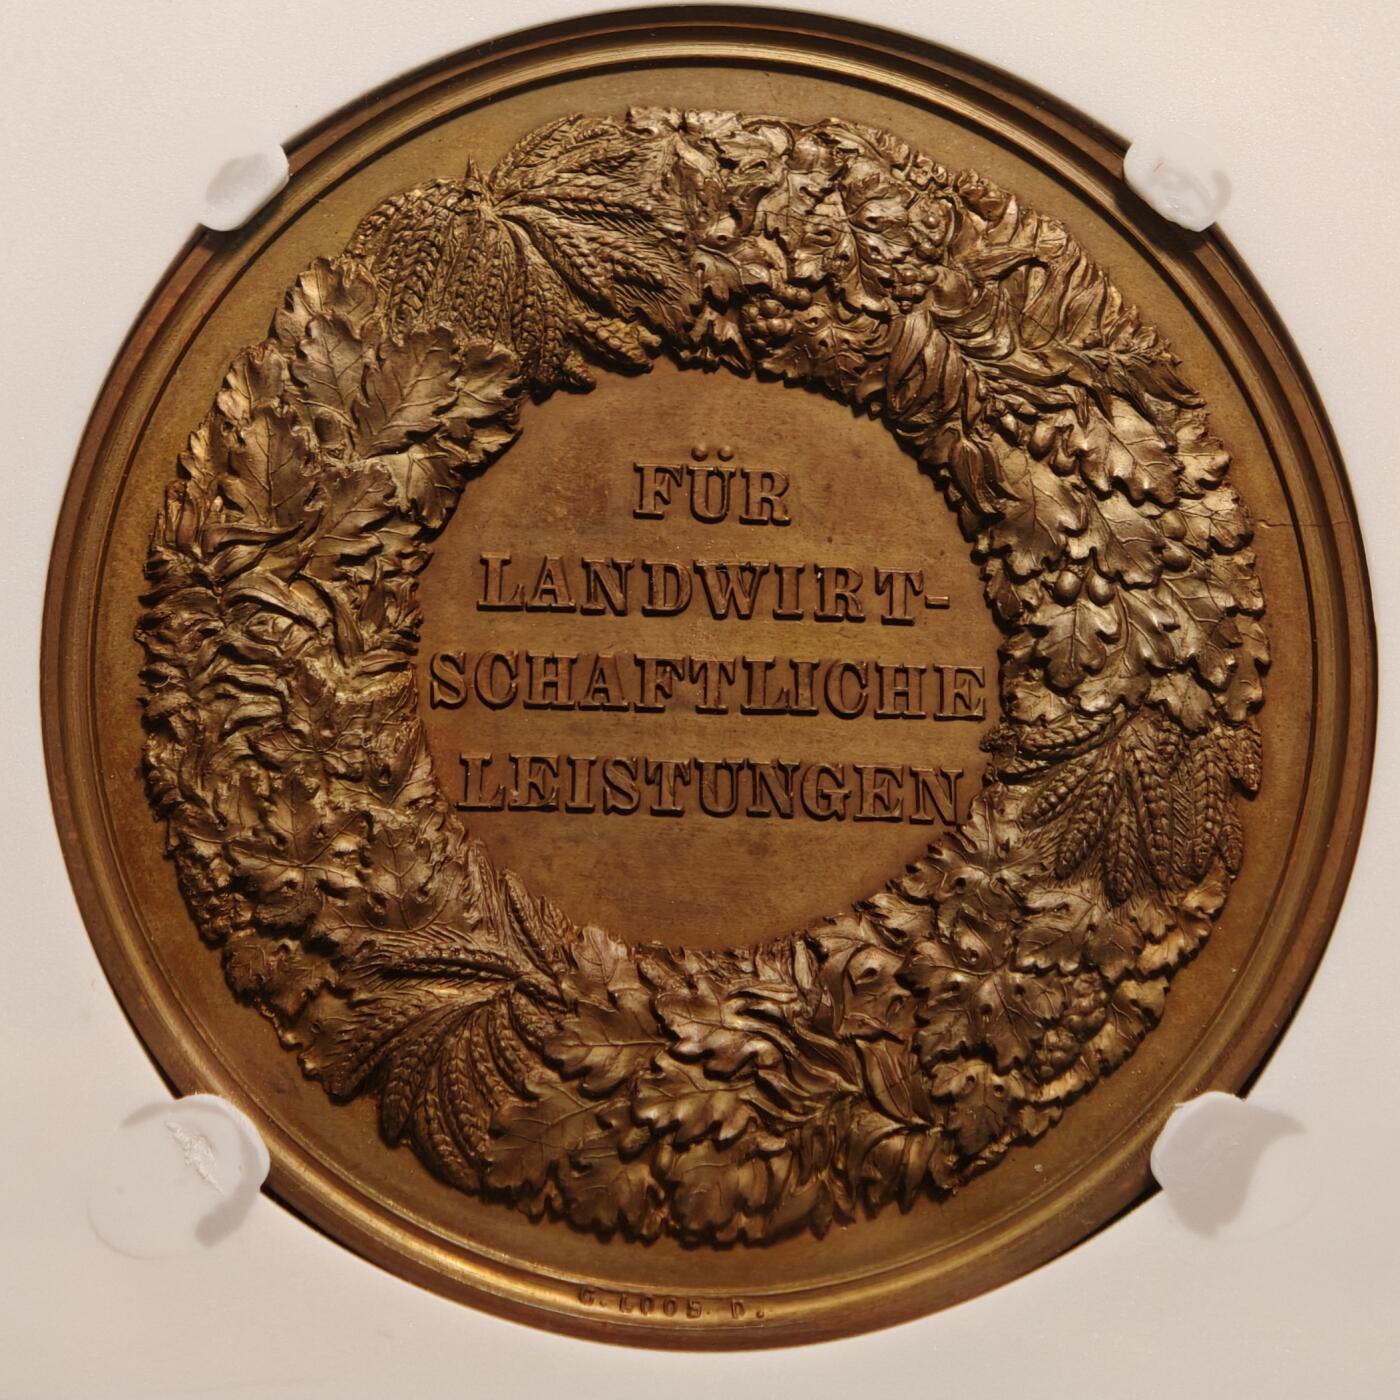 FÜR
LANDWIRT-
SCHAFTLICHE
LEISTUNGEN
G. LOOS. D.